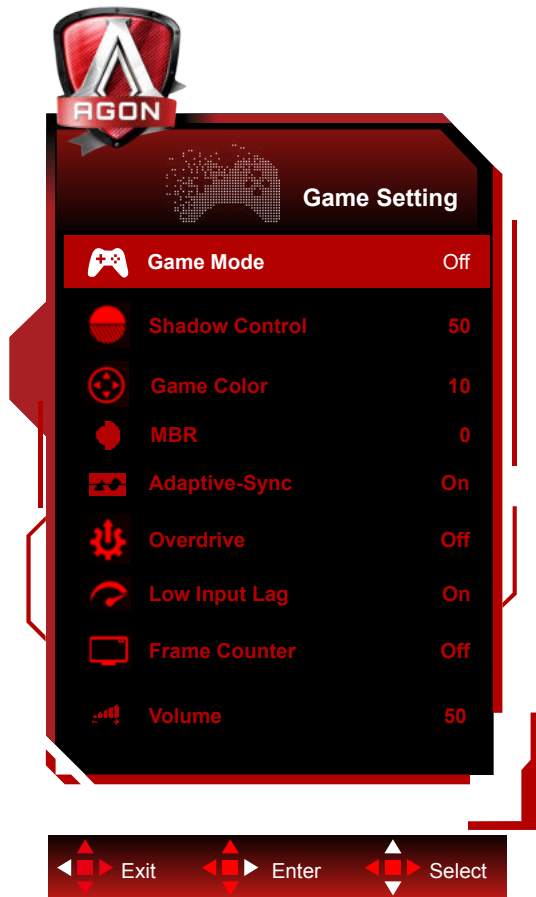 AGON
Game Setting
Game Mode Off
Shadow Control 50
Game Color 10
MBR 0
Adaptive-Sync On
Overdrive Off
Low Input Lag On
Frame Counter Off
Volume 50
Exit Enter Select